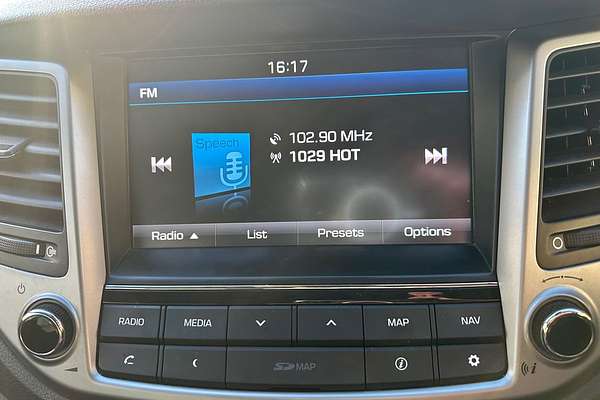 16:17
FM
Speech
102.90 MHz
1029 HOT
Radio ▲
List
Presets
Options
RADIO
MEDIA
MAP
NAV
SD MAP